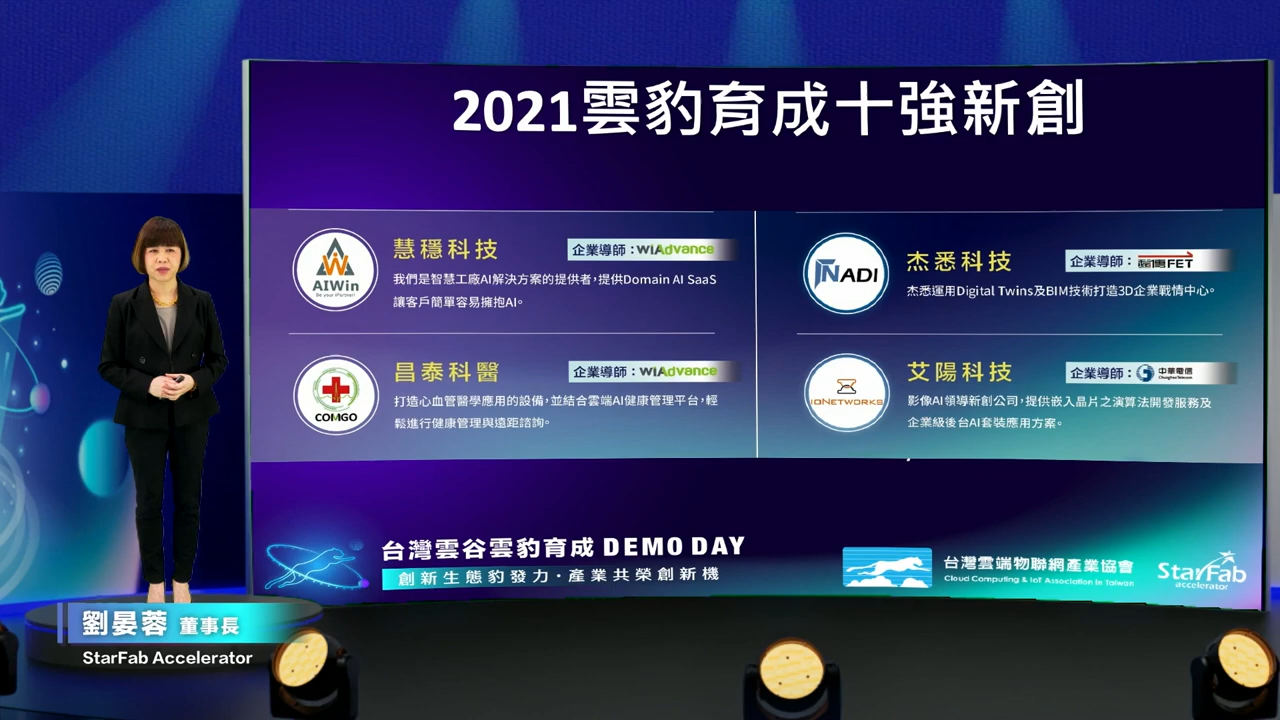 2021雲豹育成十強新創
AIWin
Be your iPartner!
慧穩科技
企業導師：WiAdvance
我們是智慧工廠AI解決方案的提供者，提供Domain AI SaaS
讓客戶簡單容易擁抱AI。
NADI
杰悉科技
企業導師：遠傳FET
杰悉運用Digital Twins及BIM技術打造3D企業戰情中心。
COMGO
昌泰科醫
企業導師：WiAdvance
打造心血管醫學應用的設備，並結合雲端AI健康管理平台，輕
鬆進行健康管理與遠距諮詢。
IONETWORKS
艾陽科技
企業導師：中華電信
Chunghwa Telecom
影像AI領導新創公司，提供嵌入晶片之演算法開發服務及
企業級後台AI套裝應用方案。
台灣雲谷雲豹育成 DEMO DAY
創新生態豹發力·產業共榮創新機
台灣雲端物聯網產業協會
Cloud Computing & IoT Association in Taiwan
StarFab
accelerator
劉晏蓉 董事長
StarFab Accelerator